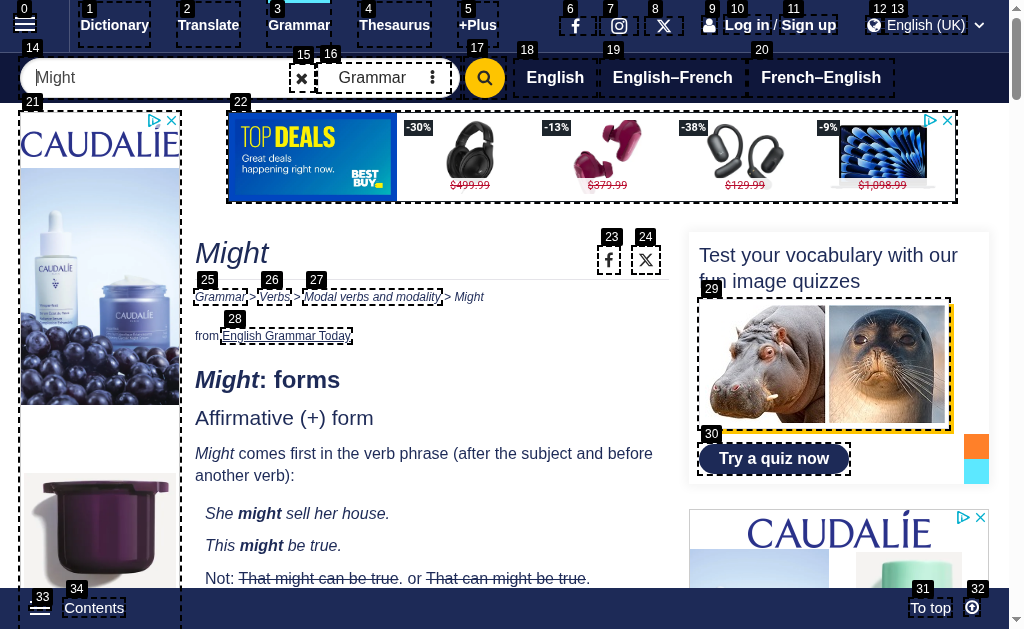 Dictionary
Translate
Grammar
Thesaurus
+Plus
Log in / Sign up
English (UK)
Might
Grammar
English
English–French
French–English
CAUDALÍE
TOP DEALS
Great deals
happening right now.
BEST
BUY
-30%
$499.99
-13%
$379.99
-38%
$129.99
-9%
$1,098.99
Might
Grammar > Verbs > Modal verbs and modality > Might
from English Grammar Today
Might: forms
Affirmative (+) form
Might comes first in the verb phrase (after the subject and before
another verb):
She might sell her house.
This might be true.
Not: That might can be true. or That can might be true.
Test your vocabulary with our
fun image quizzes
Try a quiz now
CAUDALÍE
Contents
To top
0
1
2
3
4
5
6
7
8
9
10
11
12
13
14
15
16
17
18
19
20
21
22
23
24
25
26
27
28
29
30
31
32
33
34